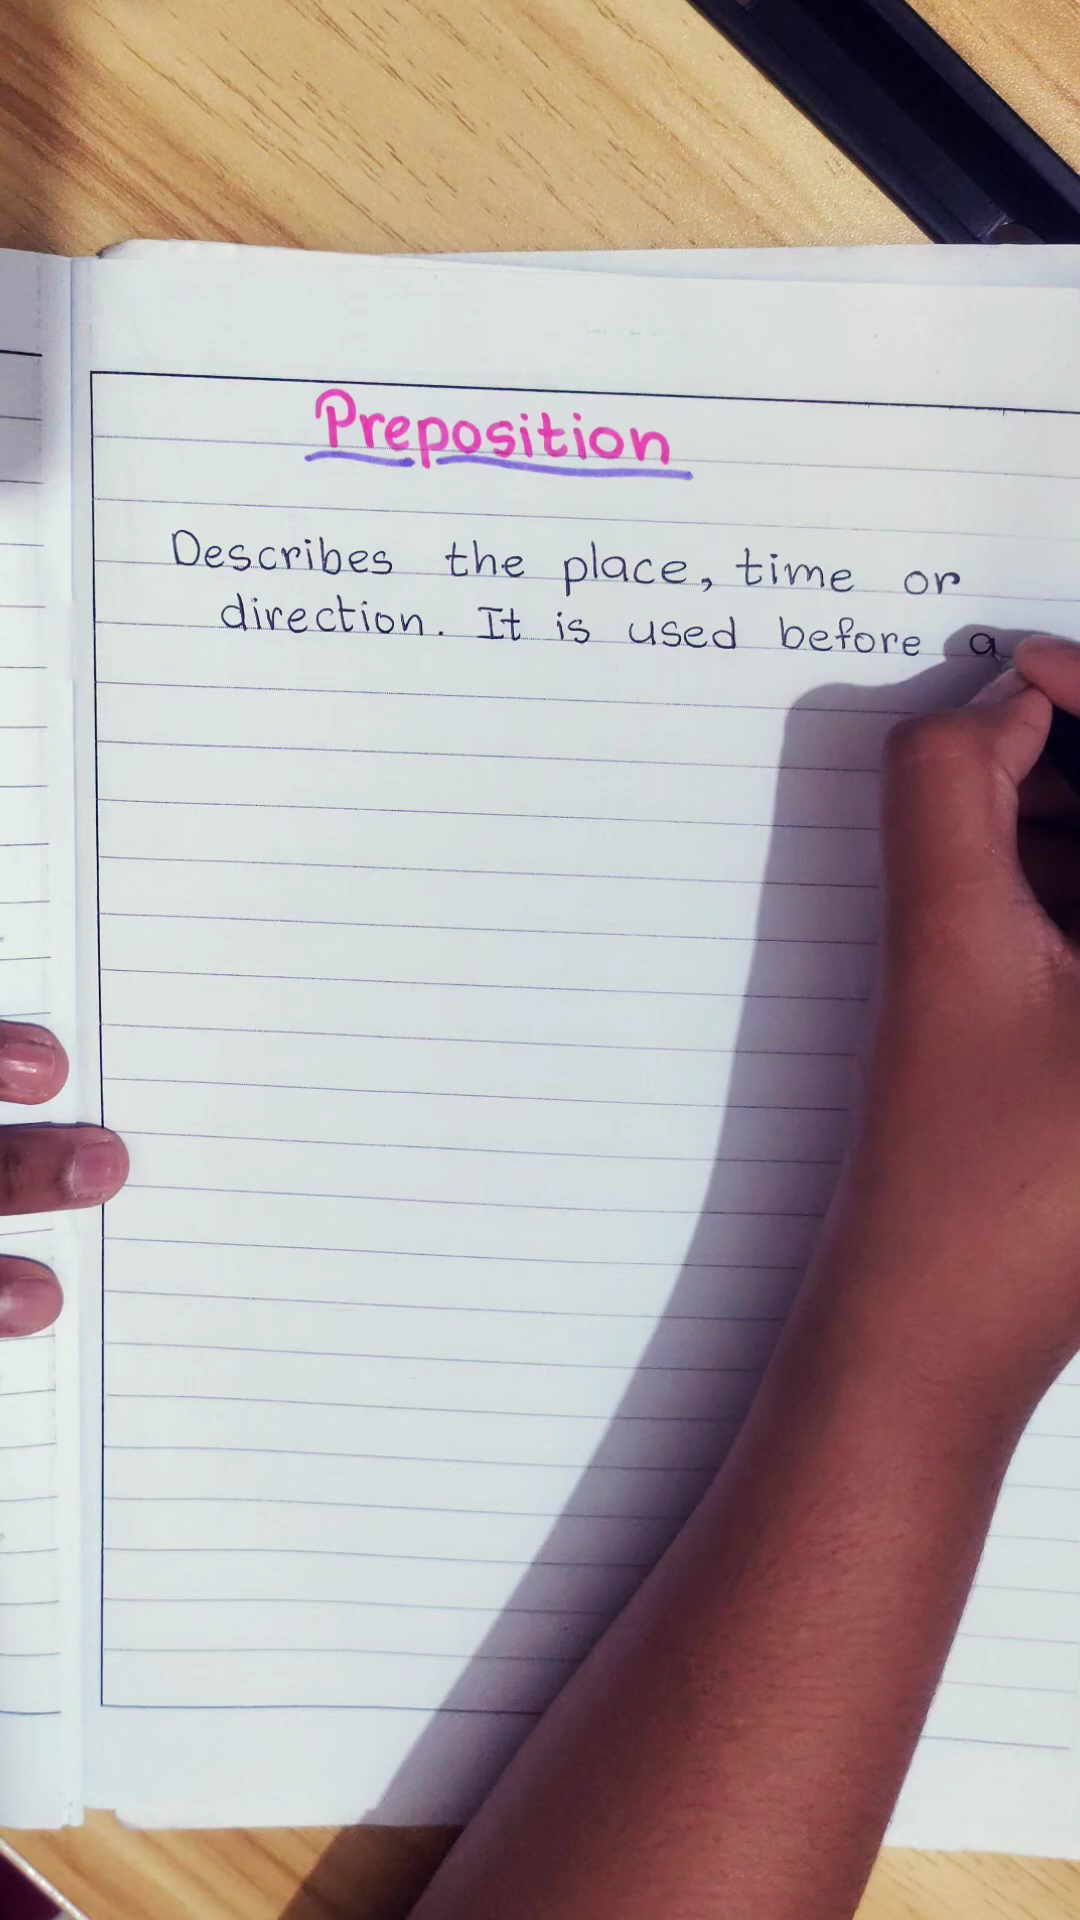 Preposition
Describes the place, time or
direction. It is used before a